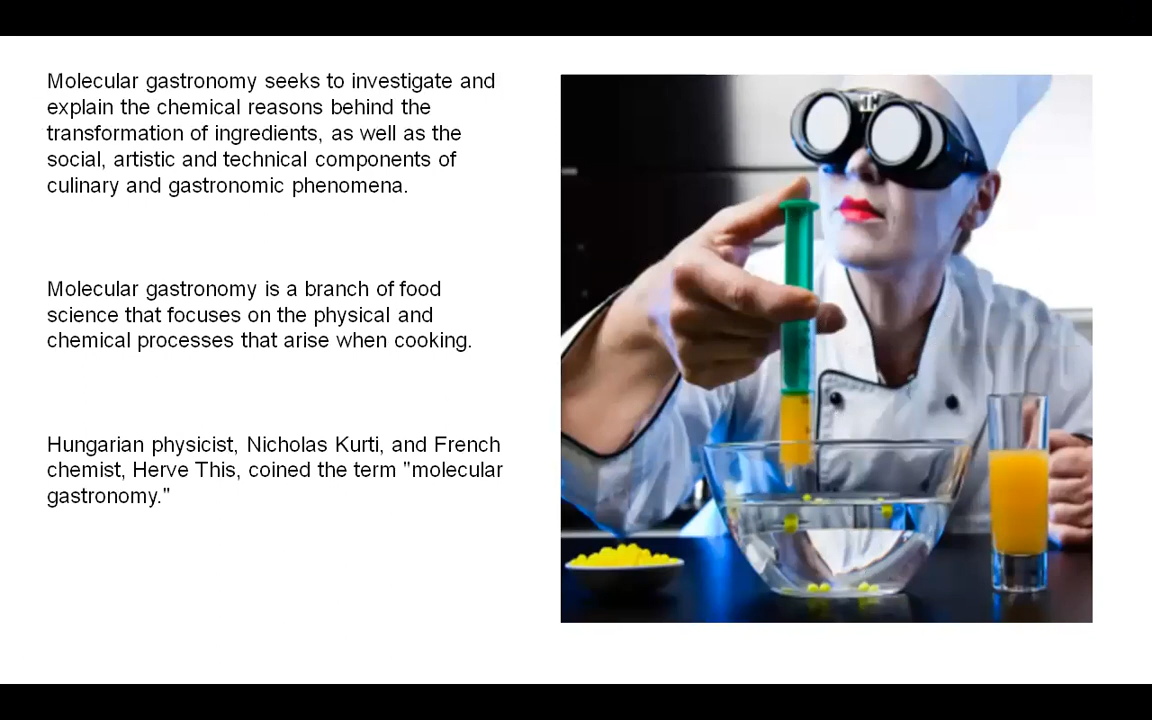 Molecular gastronomy seeks to investigate and
explain the chemical reasons behind the
transformation of ingredients, as well as the
social, artistic and technical components of
culinary and gastronomic phenomena.
Molecular gastronomy is a branch of food
science that focuses on the physical and
chemical processes that arise when cooking.
Hungarian physicist, Nicholas Kurti, and French
chemist, Herve This, coined the term "molecular
gastronomy."